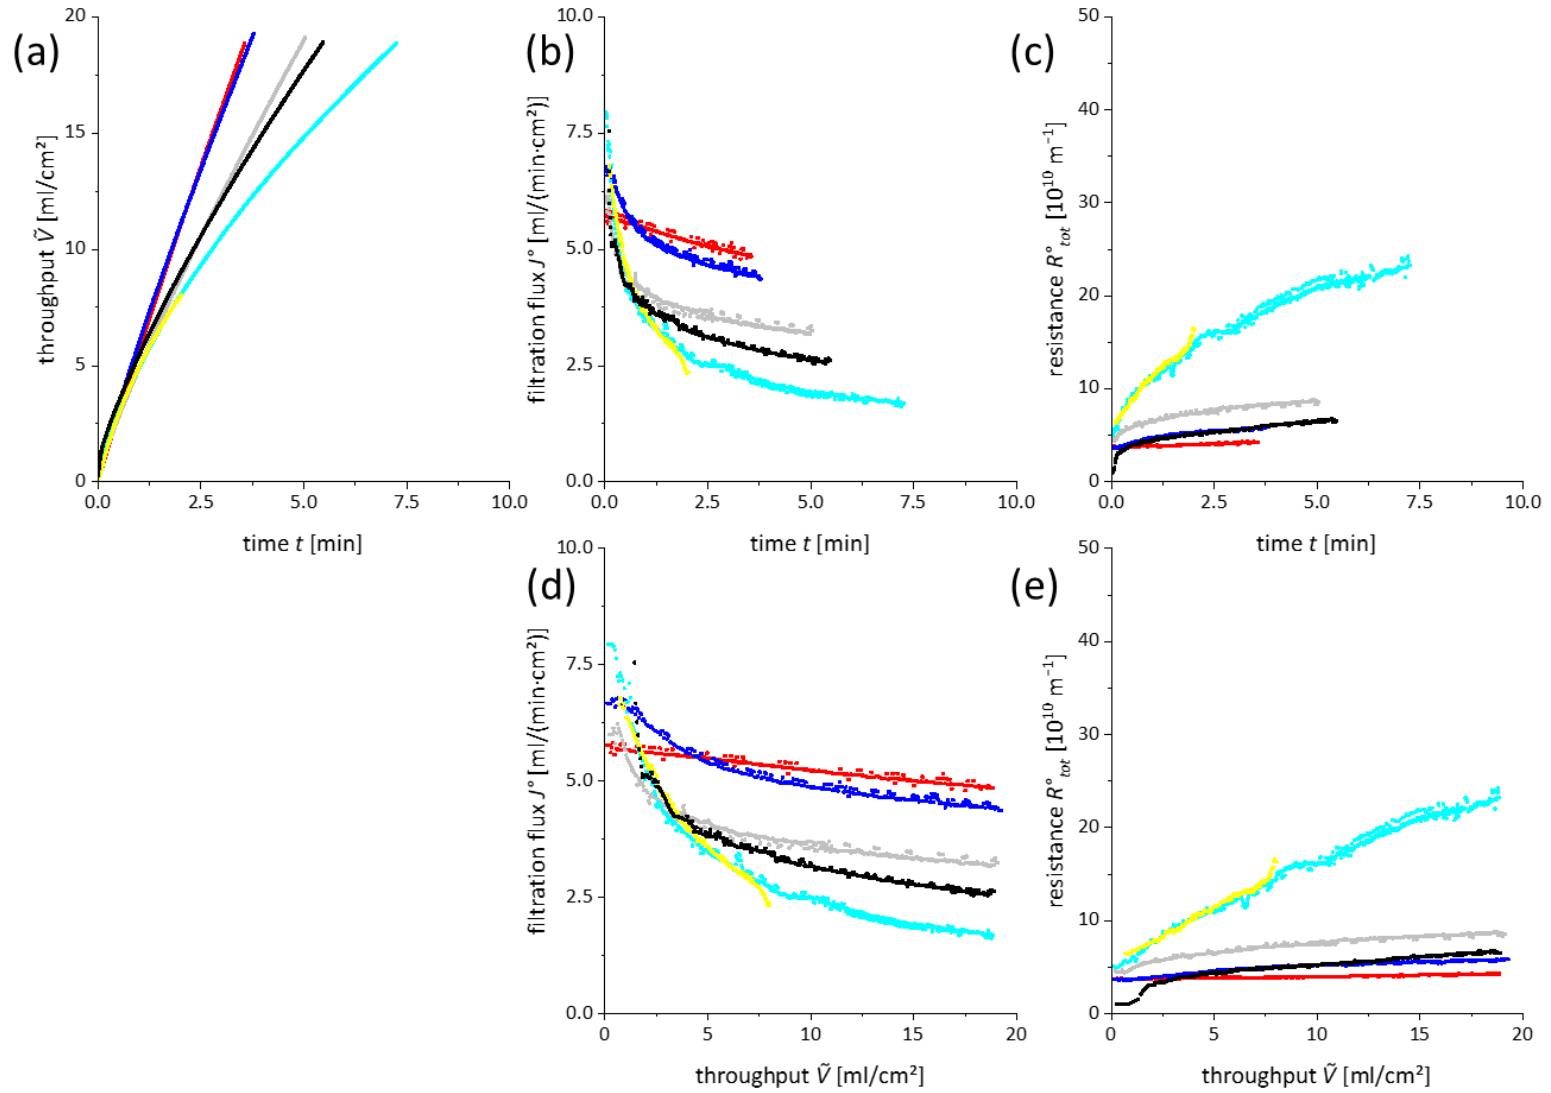 (a)
throughput Ṽ [ml/cm²]
20
15
10
5
0
0.0 2.5 5.0 7.5 10.0
time t [min]
(b)
filtration flux J° [ml/(min·cm²)]
10.0
7.5
5.0
2.5
0.0
0.0 2.5 5.0 7.5 10.0
time t [min]
(c)
resistance R°tot [10¹⁰ m⁻¹]
50
40
30
20
10
0
0.0 2.5 5.0 7.5 10.0
time t [min]
(d)
filtration flux J° [ml/(min·cm²)]
10.0
7.5
5.0
2.5
0.0
0 5 10 15 20
throughput Ṽ [ml/cm²]
(e)
resistance R°tot [10¹⁰ m⁻¹]
50
40
30
20
10
0
0 5 10 15 20
throughput Ṽ [ml/cm²]